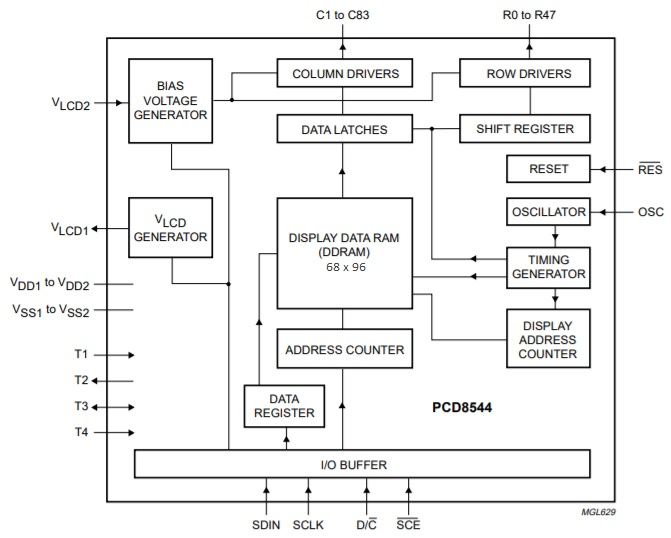 C1 to C83
R0 to R47
BIAS
VOLTAGE
GENERATOR
COLUMN DRIVERS
ROW DRIVERS
VLCD2
DATA LATCHES
SHIFT REGISTER
RESET
RES
VLCD
GENERATOR
OSCILLATOR
OSC
VLCD1
DISPLAY DATA RAM
(DDRAM)
68 x 96
TIMING
GENERATOR
VDD1 to VDD2
VSS1 to VSS2
DISPLAY
ADDRESS
COUNTER
ADDRESS COUNTER
T1
T2
T3
T4
DATA
REGISTER
PCD8544
I/O BUFFER
SDIN
SCLK
D/C
SCE
MGL629